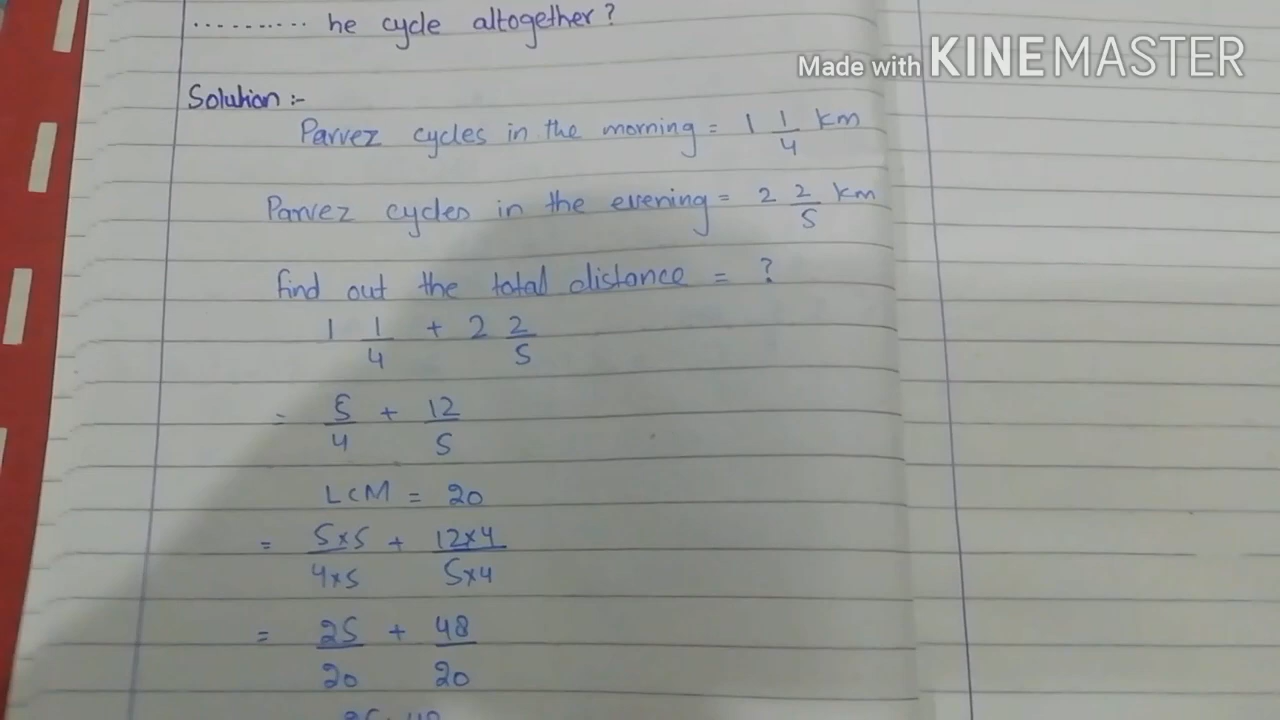 .......... he cycle altogether?
Made with KINEMASTER
Solution :-
Parvez cycles in the morning = 1 1/4 km
Parvez cycles in the evening = 2 2/5 km
find out the total distance = ?
1 1/4 + 2 2/5
= 5/4 + 12/5
LCM = 20
= 5×5/4×5 + 12×4/5×4
= 25/20 + 48/20